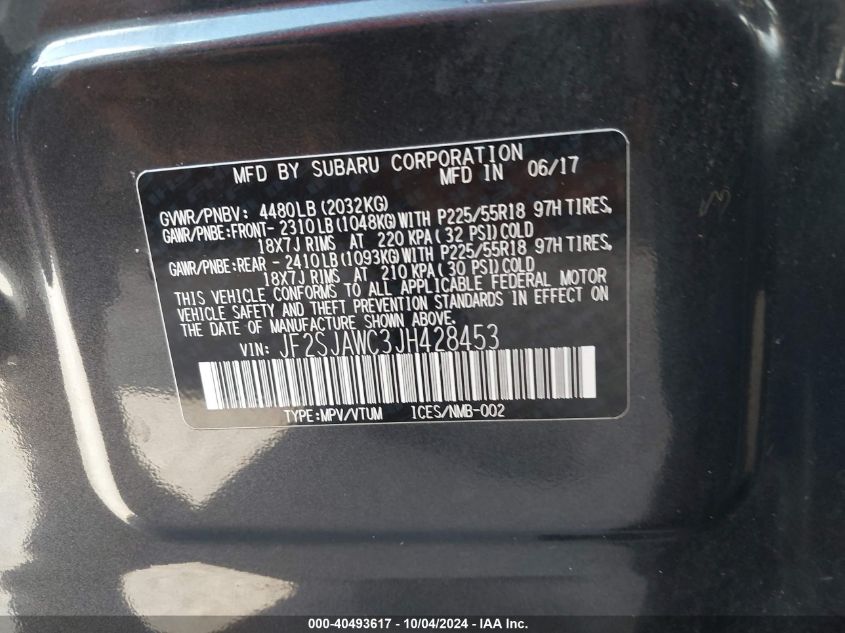 MFD BY SUBARU CORPORATION
MFD IN 06/17
GVWR/PNBV: 4480LB(2032KG)
GAWR/PNBE:FRONT- 2310LB(1048KG)WITH P225/55R18 97H TIRES,
18X7J RIMS AT 220 KPA(32 PSI)COLD
GAWR/PNBE:REAR - 2410LB(1093KG)WITH P225/55R18 97H TIRES,
18X7J RIMS AT 210 KPA(30 PSI)COLD
THIS VEHICLE CONFORMS TO ALL APPLICABLE FEDERAL MOTOR
VEHICLE SAFETY AND THEFT PREVENTION STANDARDS IN EFFECT ON
THE DATE OF MANUFACTURE SHOWN ABOVE.
VIN: JF2SJAWC3JH428453
TYPE:MPV/VTUM ICES/NMB-002
000-40493617 - 10/04/2024 - IAA Inc.